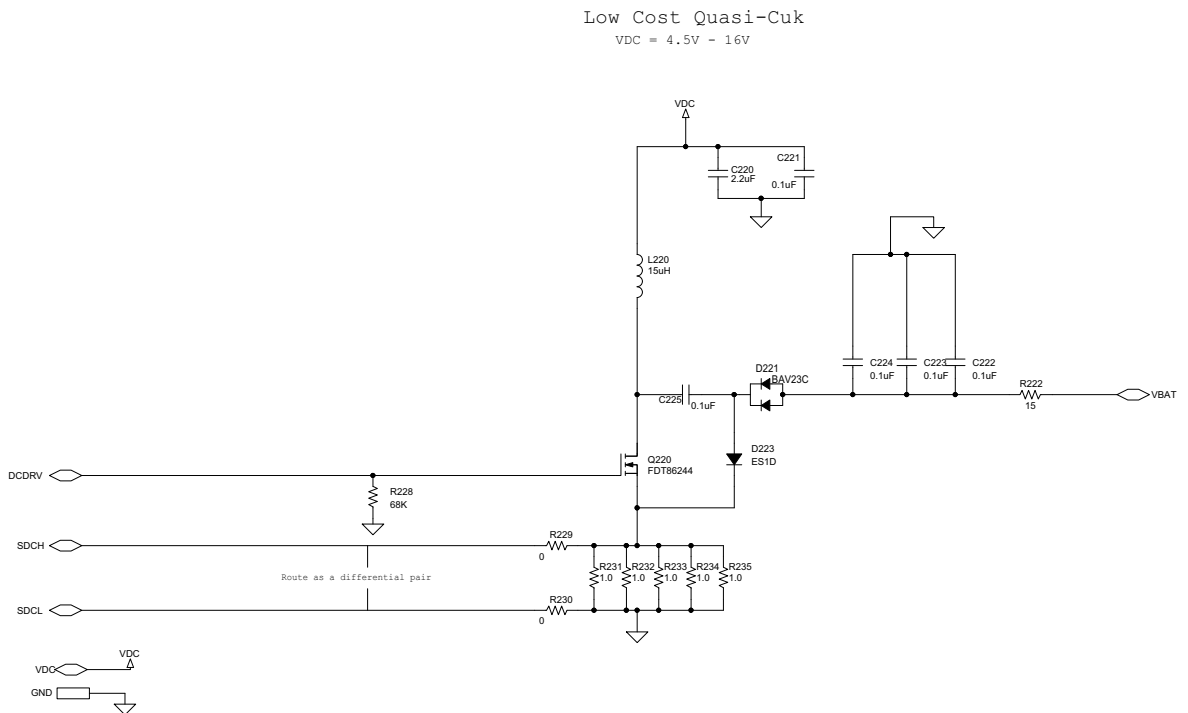 Low Cost Quasi-Cuk
VDC = 4.5V - 16V
VDC
C220
2.2uF
C221
0.1uF
L220
15uH
C224
0.1uF
C223
0.1uF
C222
0.1uF
D221
BAV23C
R222
15
VBAT
C225
0.1uF
D223
ES1D
Q220
FDT86244
DCDRV
R228
68K
SDCH
R229
0
R231
1.0
R232
1.0
R233
1.0
R234
1.0
R235
1.0
Route as a differential pair
SDCL
R230
0
VDC
VDC
GND